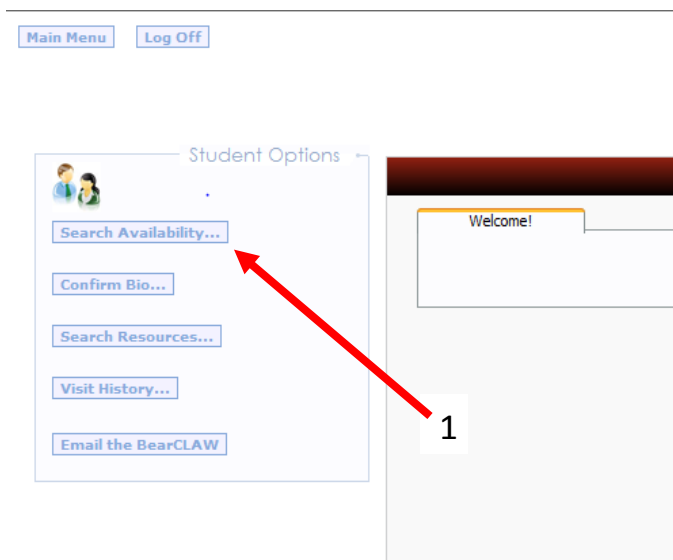 Main Menu Log Off
Student Options
Search Availability...
Welcome!
Confirm Bio...
Search Resources...
Visit History...
1
Email the BearCLAW